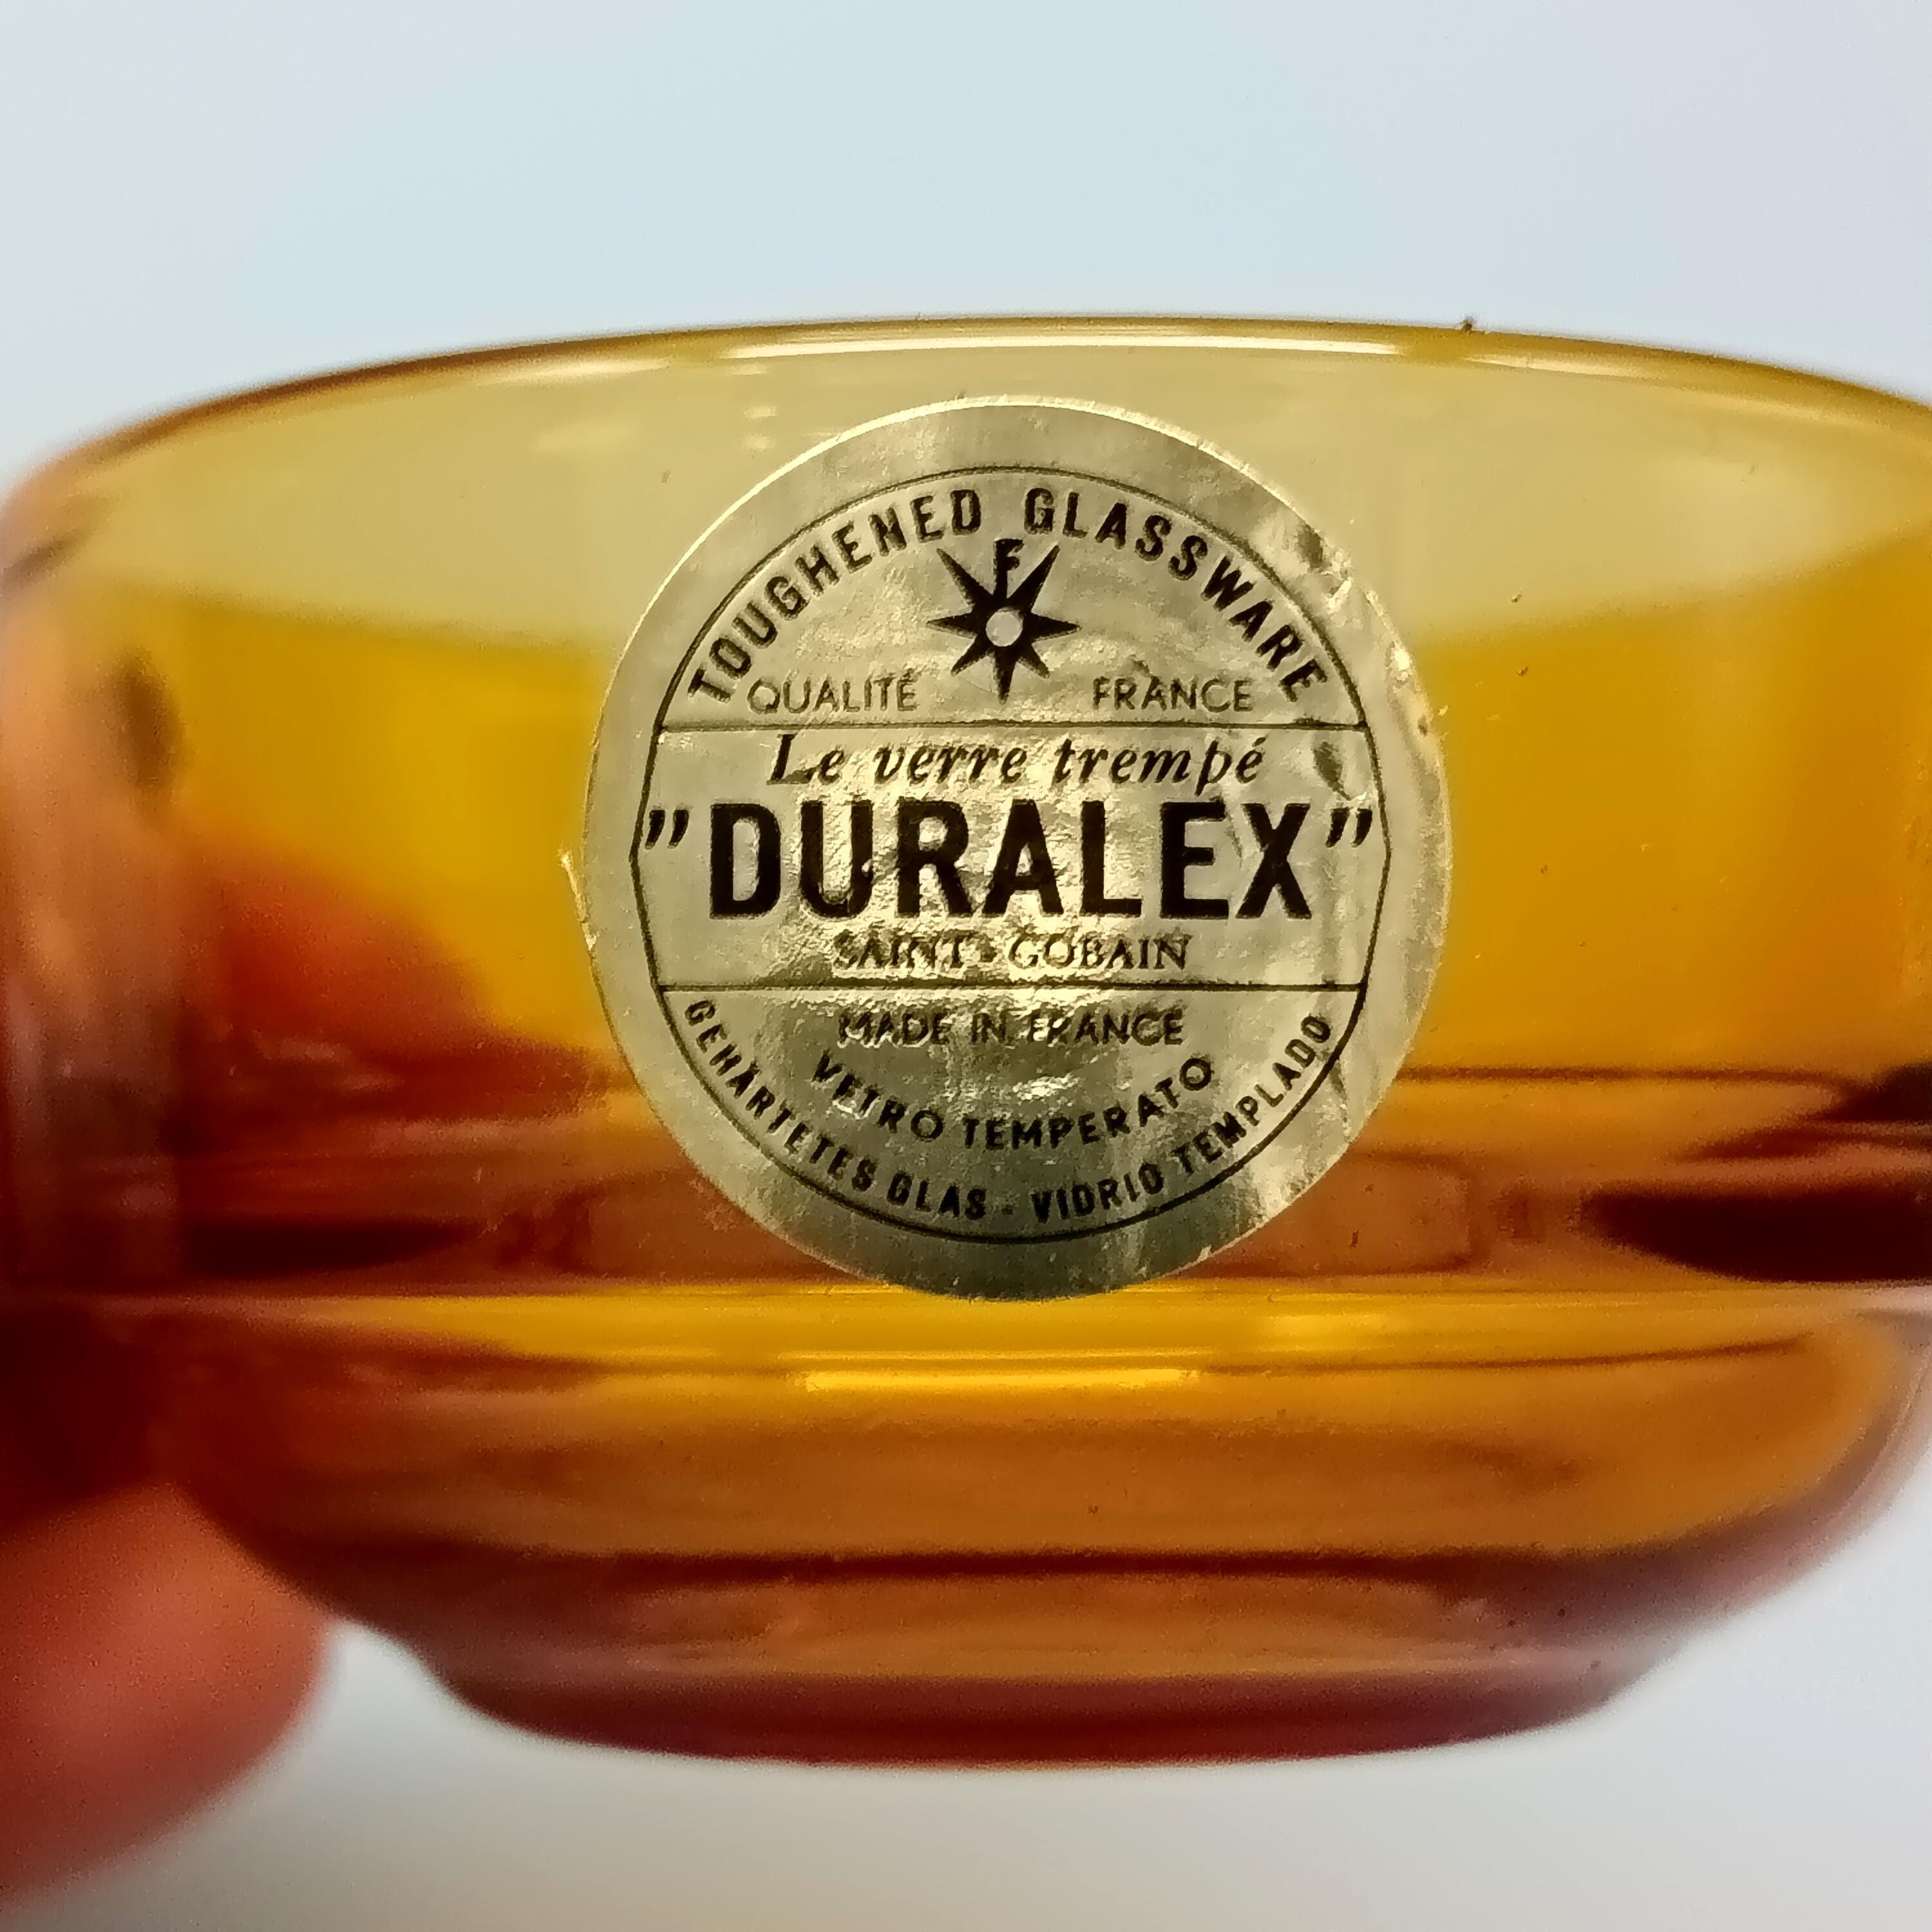 TOUGHENED GLASSWARE
F
QUALITÉ FRANCE
Le verre trempé
"DURALEX"
SAINT-GOBAIN
MADE IN FRANCE
VETRO TEMPERATO
GEHÄRTETES GLAS - VIDRIO TEMPLADO